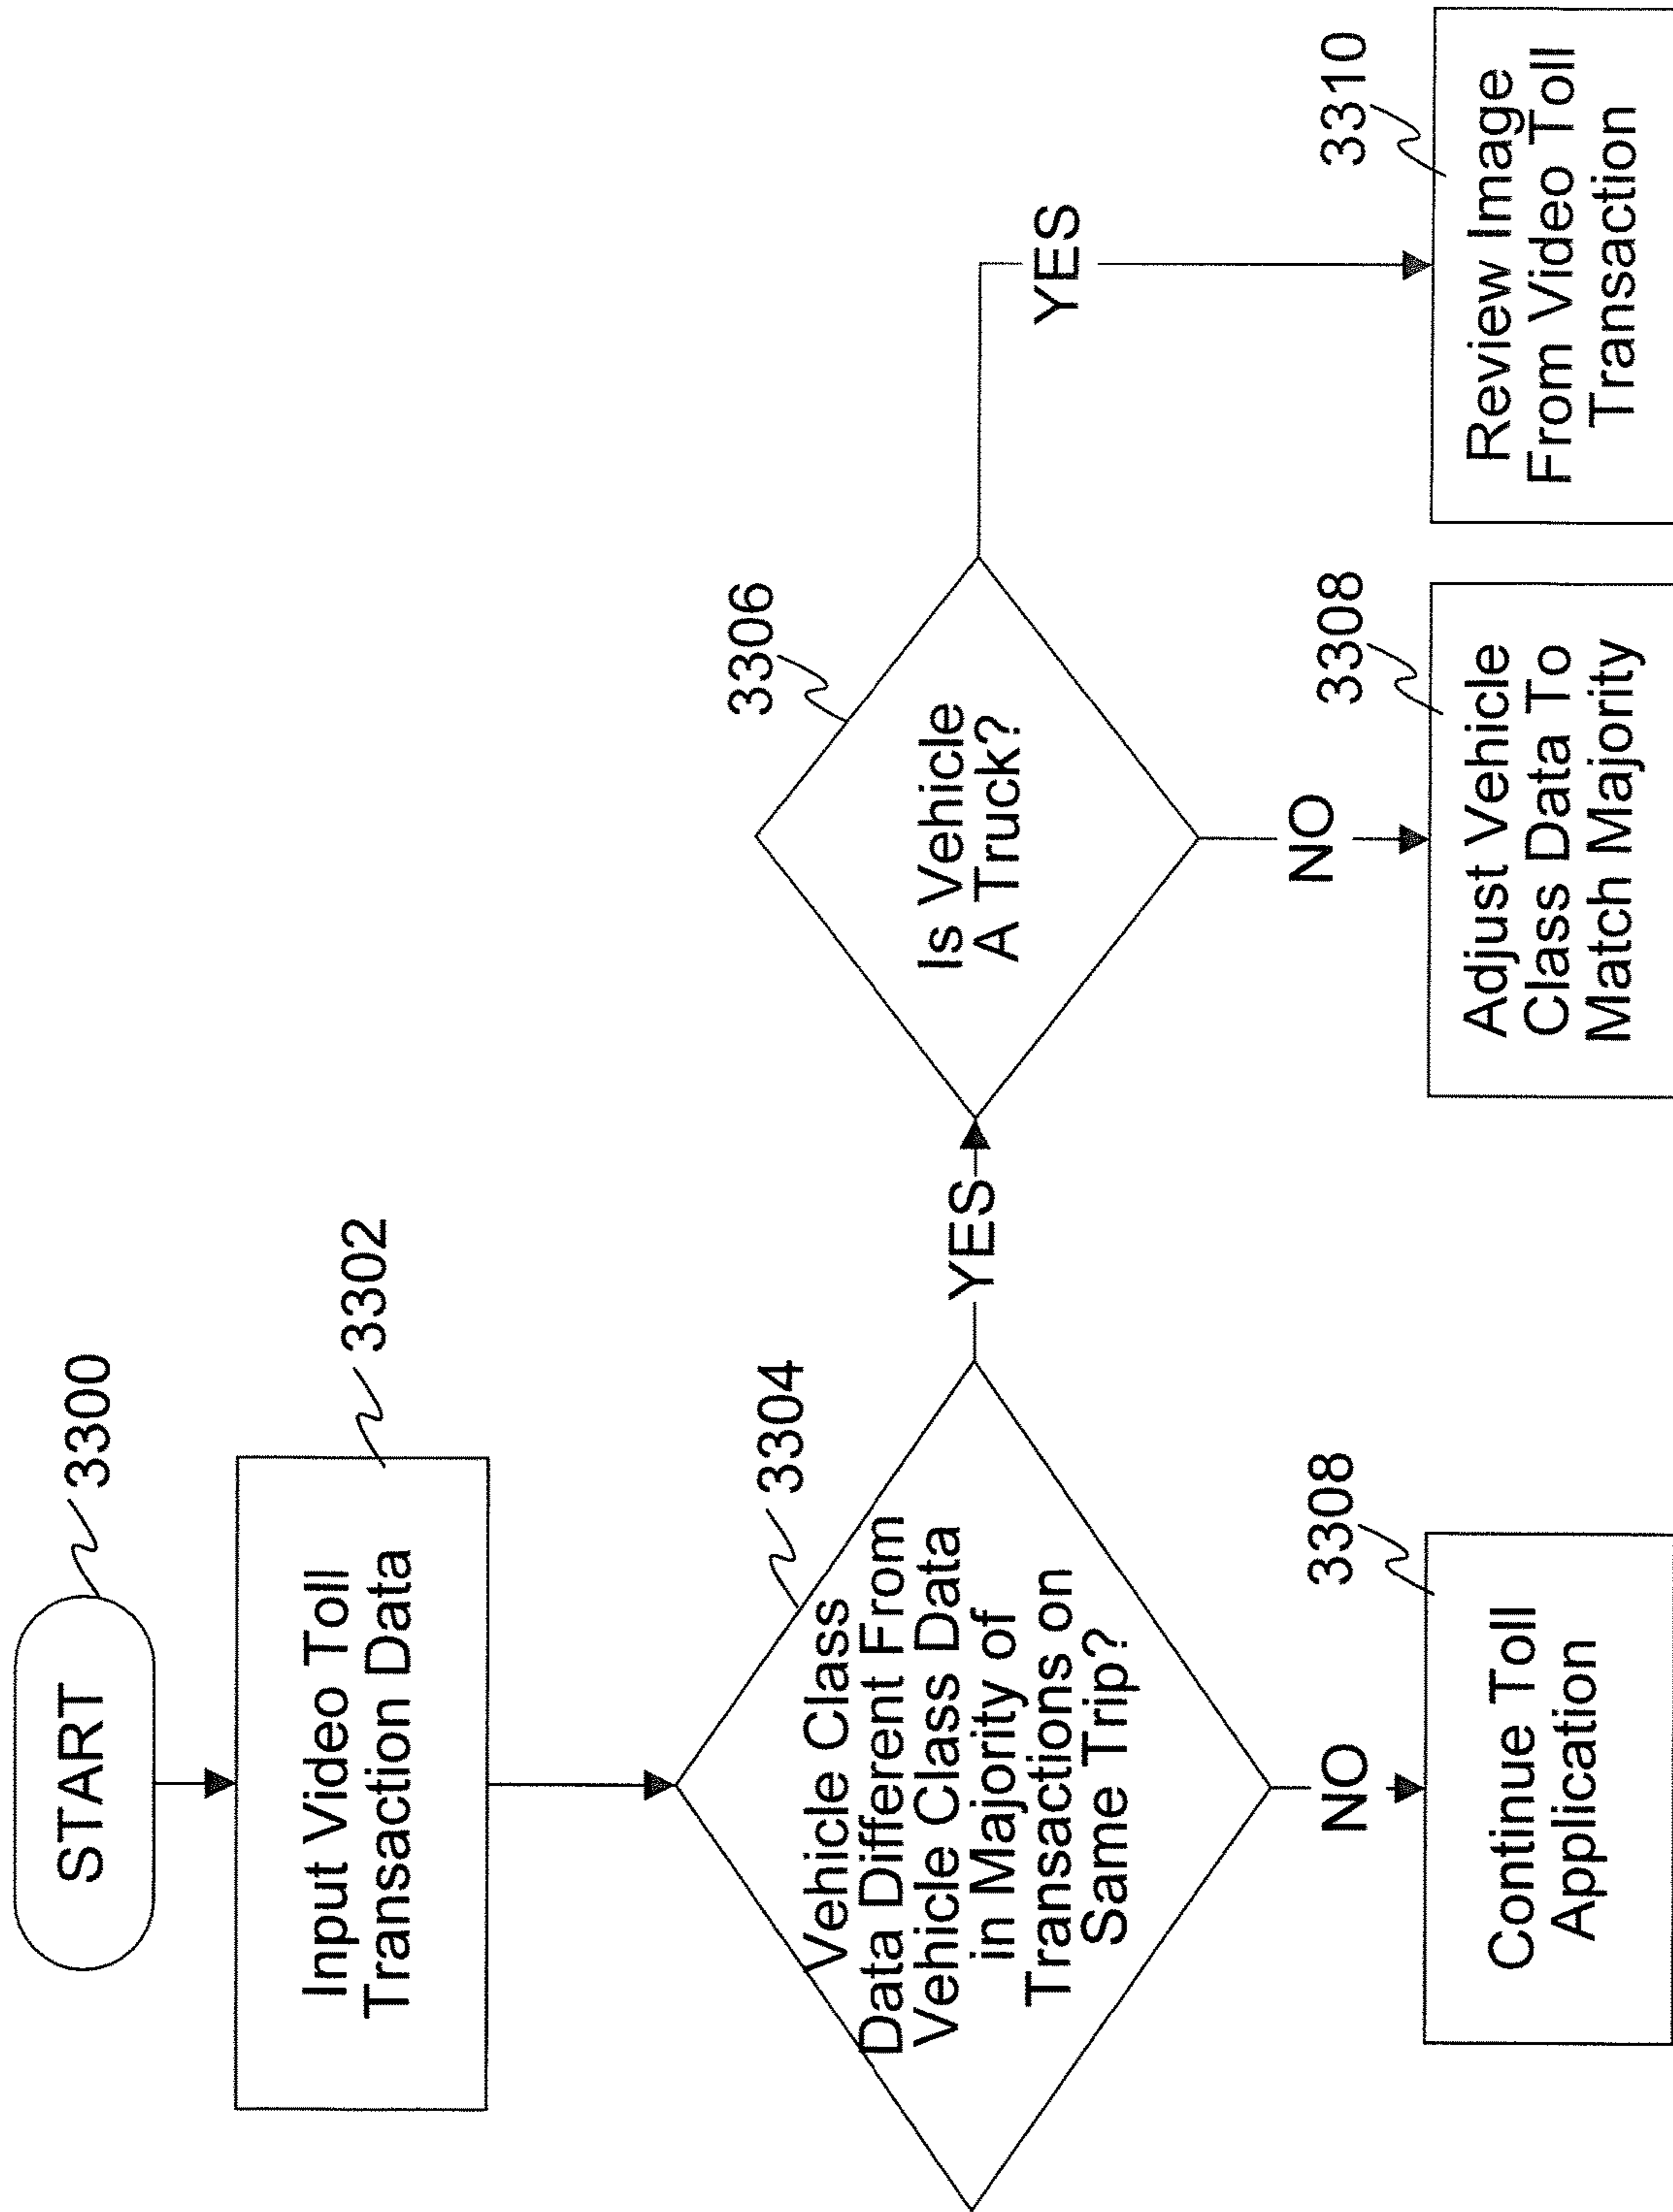 START
3300
Input Video Toll
Transaction Data
3302
Vehicle Class
Data Different From
Vehicle Class Data
in Majority of
Transactions on
Same Trip?
3304
YES
Is Vehicle
A Truck?
3306
YES
NO
Continue Toll
Application
3308
NO
Adjust Vehicle
Class Data To
Match Majority
3308
Review Image
From Video Toll
Transaction
3310